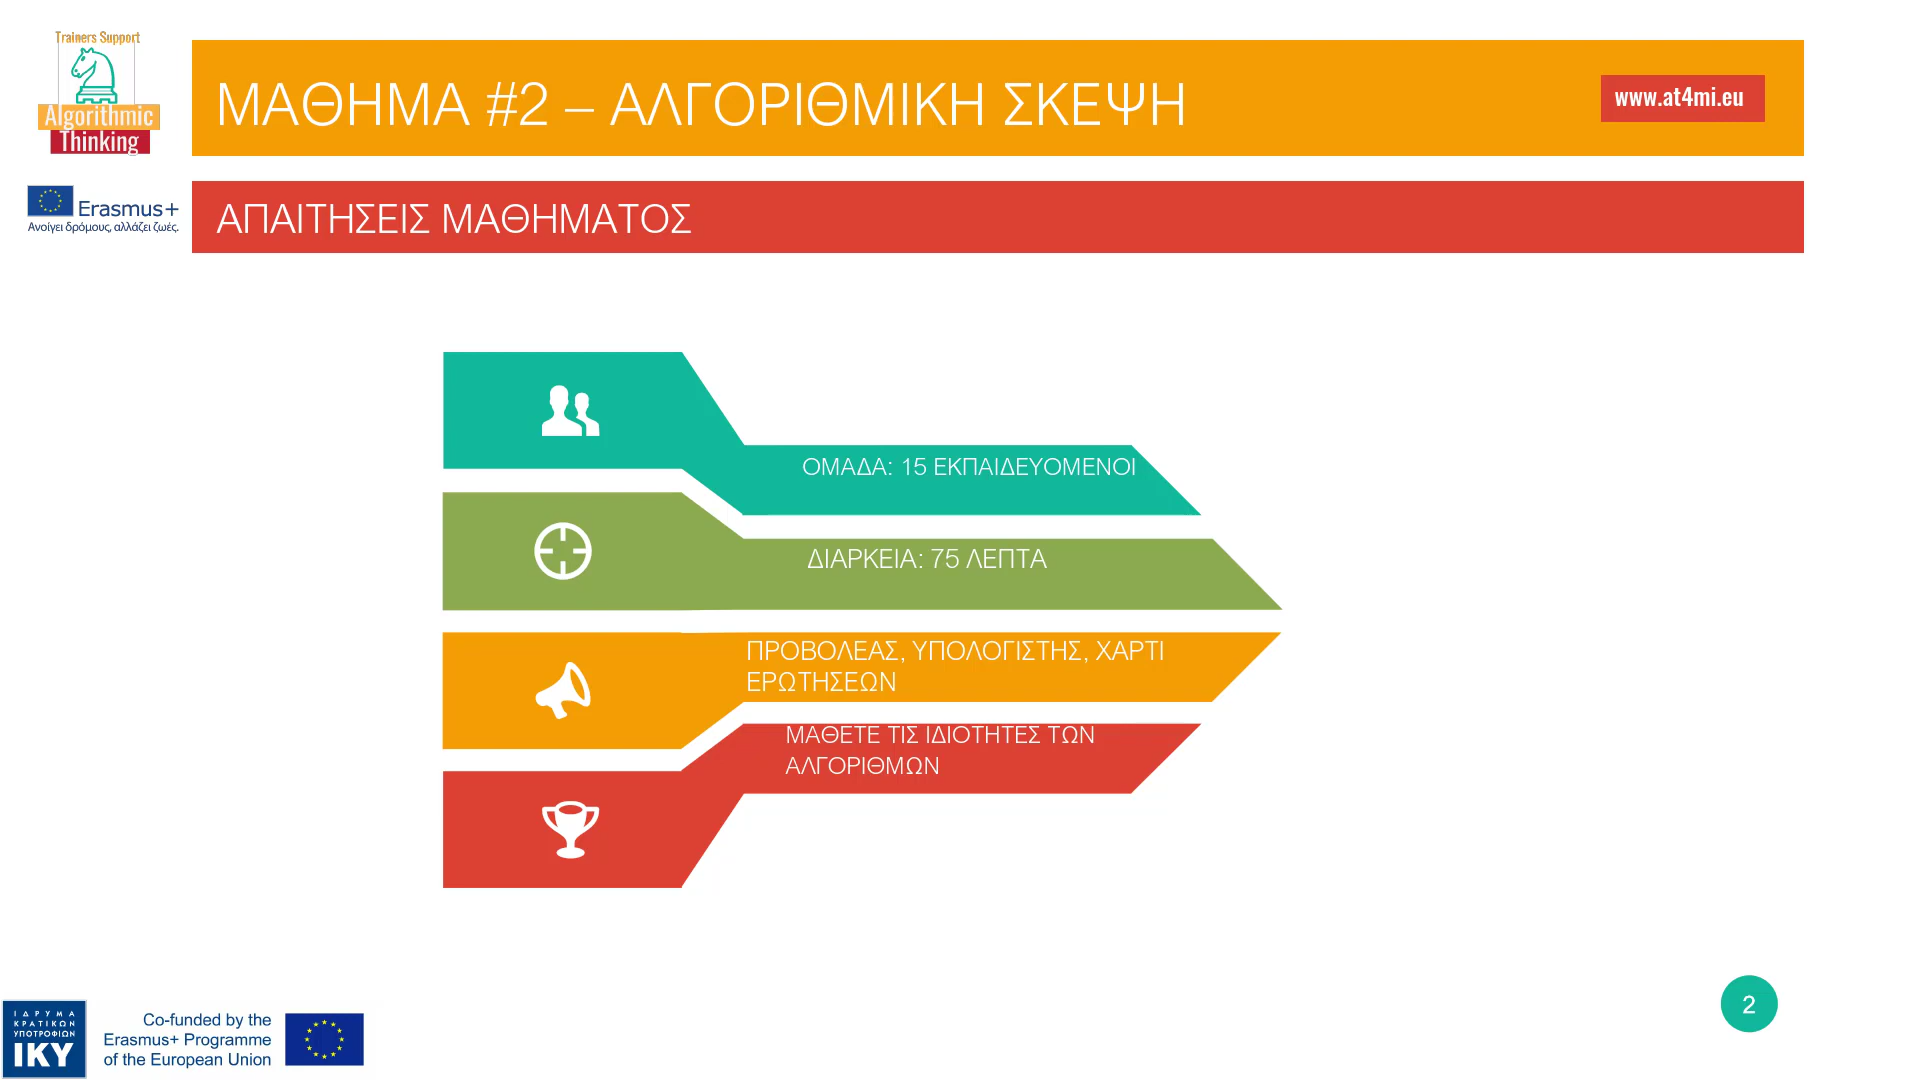 Trainers Support
Algorithmic
Thinking
ΜΑΘΗΜΑ #2 – ΑΛΓΟΡΙΘΜΙΚΗ ΣΚΕΨΗ
www.at4mi.eu
Erasmus+
Ανοίγει δρόμους, αλλάζει ζωές.
ΑΠΑΙΤΗΣΕΙΣ ΜΑΘΗΜΑΤΟΣ
ΟΜΑΔΑ: 15 ΕΚΠΑΙΔΕΥΟΜΕΝΟΙ
ΔΙΑΡΚΕΙΑ: 75 ΛΕΠΤΑ
ΠΡΟΒΟΛΕΑΣ, ΥΠΟΛΟΓΙΣΤΗΣ, ΧΑΡΤΙ
ΕΡΩΤΗΣΕΩΝ
ΜΑΘΕΤΕ ΤΙΣ ΙΔΙΟΤΗΤΕΣ ΤΩΝ
ΑΛΓΟΡΙΘΜΩΝ
2
ΙΔΡΥΜΑ
ΚΡΑΤΙΚΩΝ
ΥΠΟΤΡΟΦΙΩΝ
ΙΚΥ
Co-funded by the
Erasmus+ Programme
of the European Union